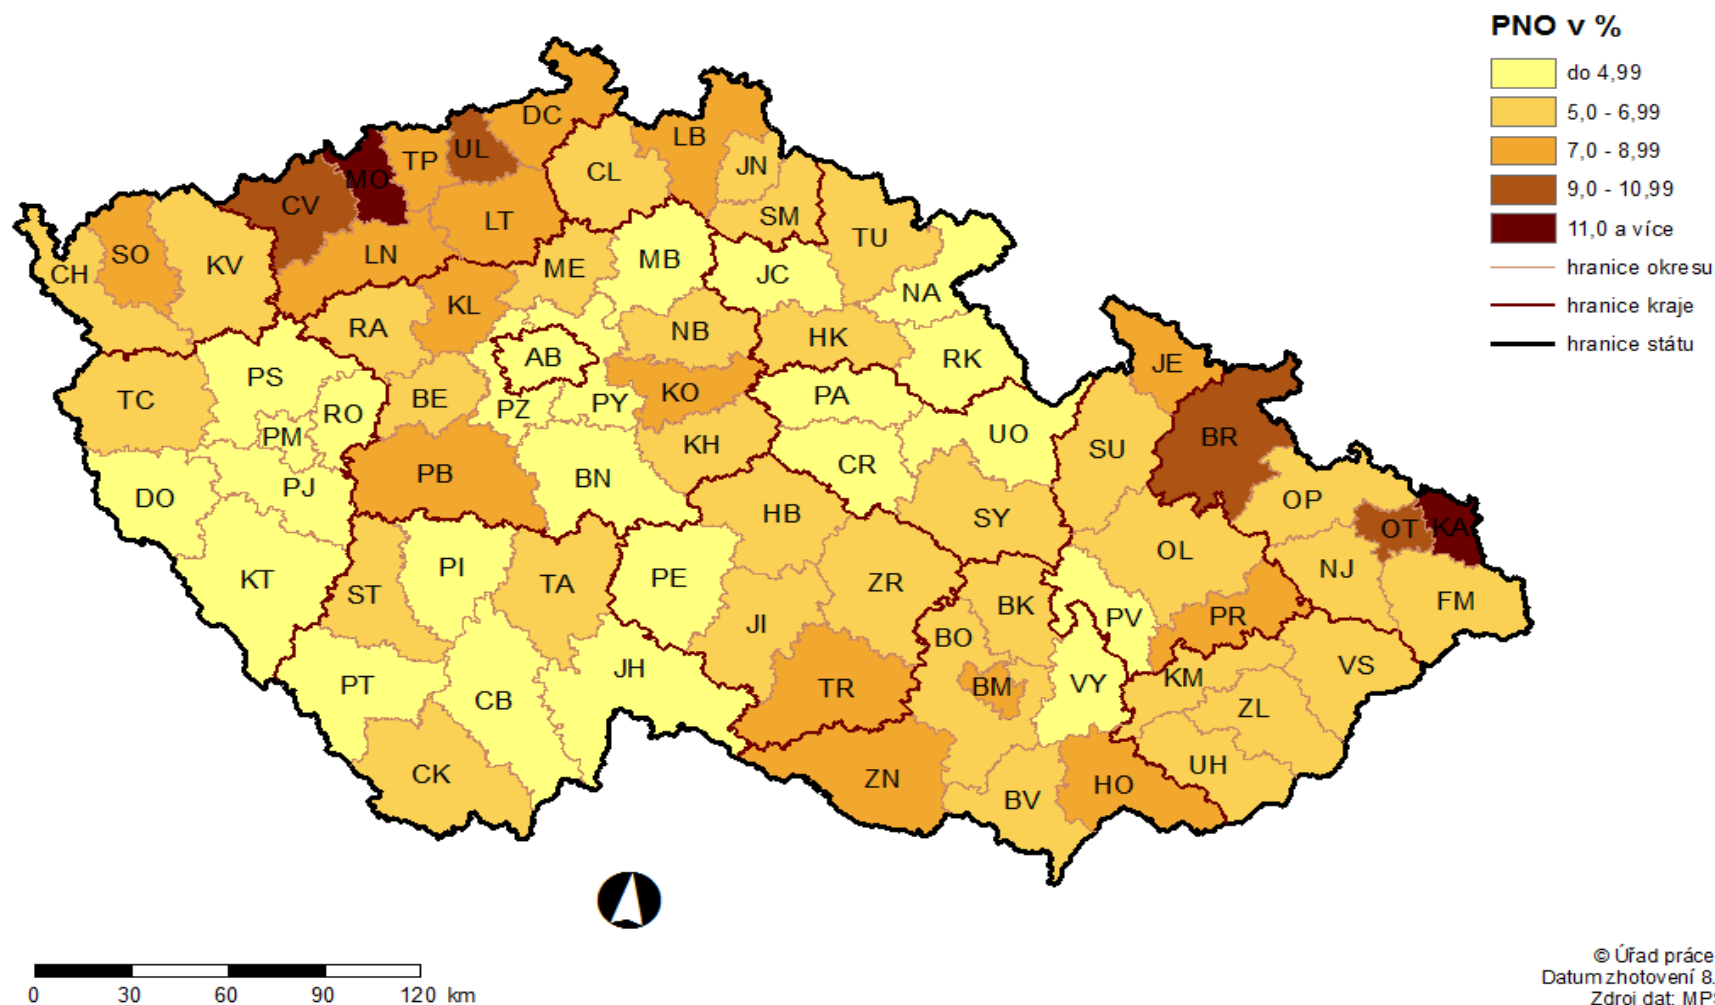 PNO v %
do 4,99
5,0 - 6,99
7,0 - 8,99
9,0 - 10,99
11,0 a více
hranice okresu
hranice kraje
hranice státu
DC
UL
TP
MO
LB
CL
JN
CV
LT
SM
SO
KV
CH
LN
ME
MB
JC
TU
NA
KL
RA
NB
HK
AB
RK
JE
PS
TC
BE
KO
PA
RO
PZ
PY
PM
KH
UO
SU
BR
PB
BN
CR
PJ
DO
HB
SY
OP
OT
KA
OL
PI
KT
ST
TA
PE
ZR
NJ
FM
BK
JI
PV
PR
BO
JH
VS
PT
TR
BM
VY
KM
CB
ZL
CK
ZN
BV
HO
UH
0 30 60 90 120 km
© Úřad práce
Datum zhotovení 8.
Zdroj dat: